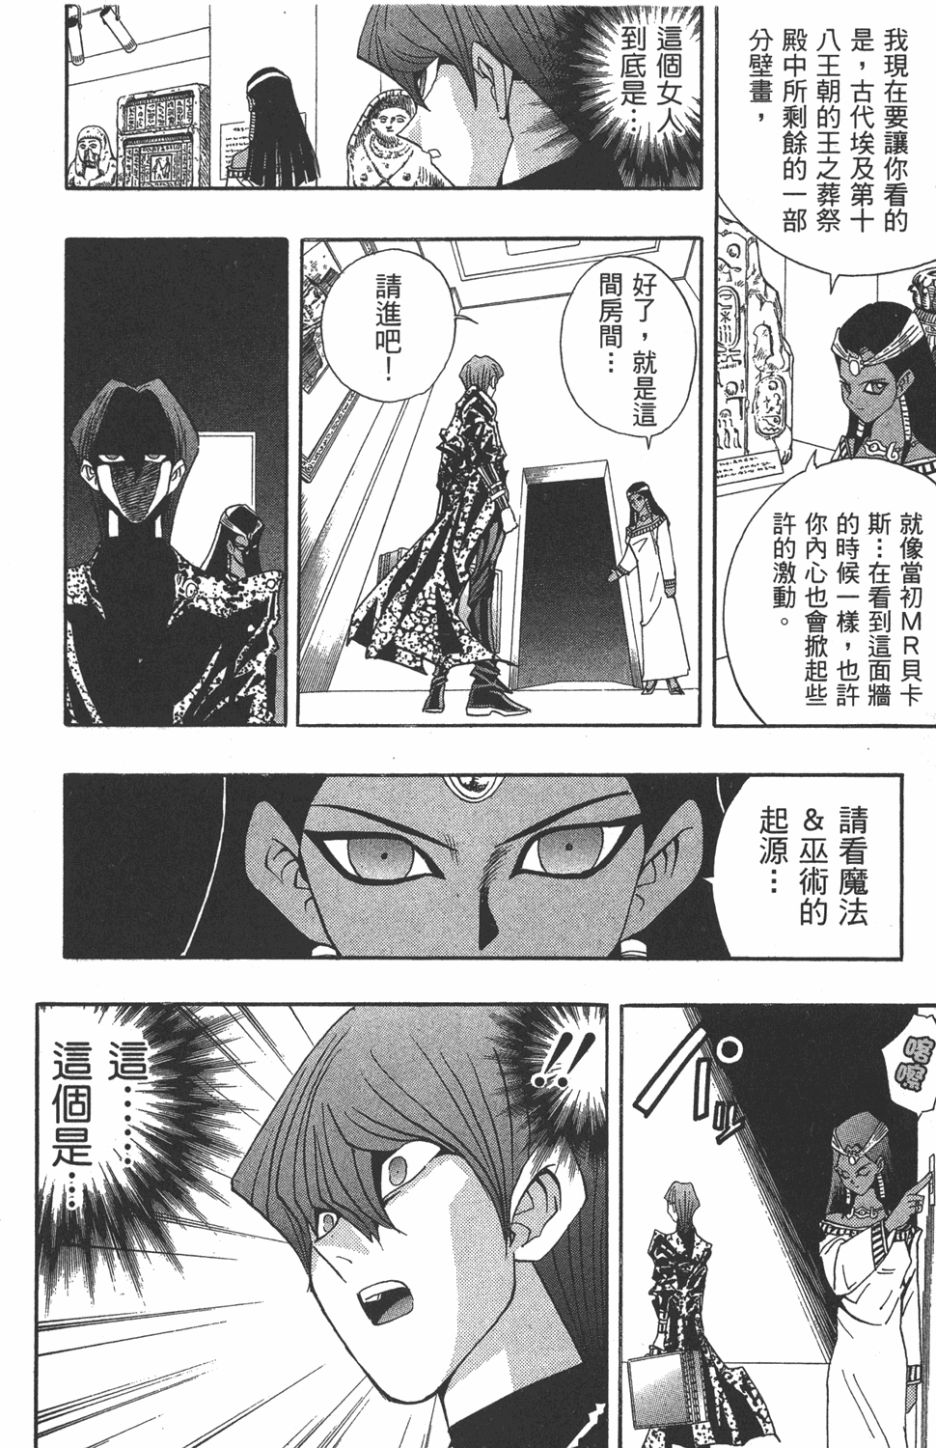 我現在要讓你看的
是，古代埃及第十
八王朝的王之葬祭
殿中所剩餘的一部
分壁畫，
就像當初MR貝卡
斯…在看到這面牆
的時候一樣，也許
你內心也會掀起些
許的激動。
這個女人
到底是…
好了，就是這
間房間…
請進吧！
請看魔法
&巫術的
起源…
喀嚓
!!
這……
這個是…